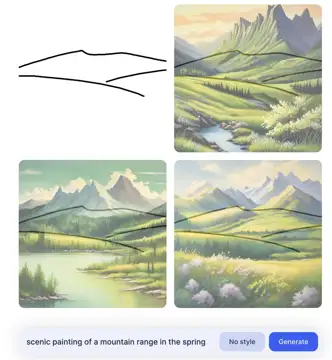 scenic painting of a mountain range in the spring
No style
Generate